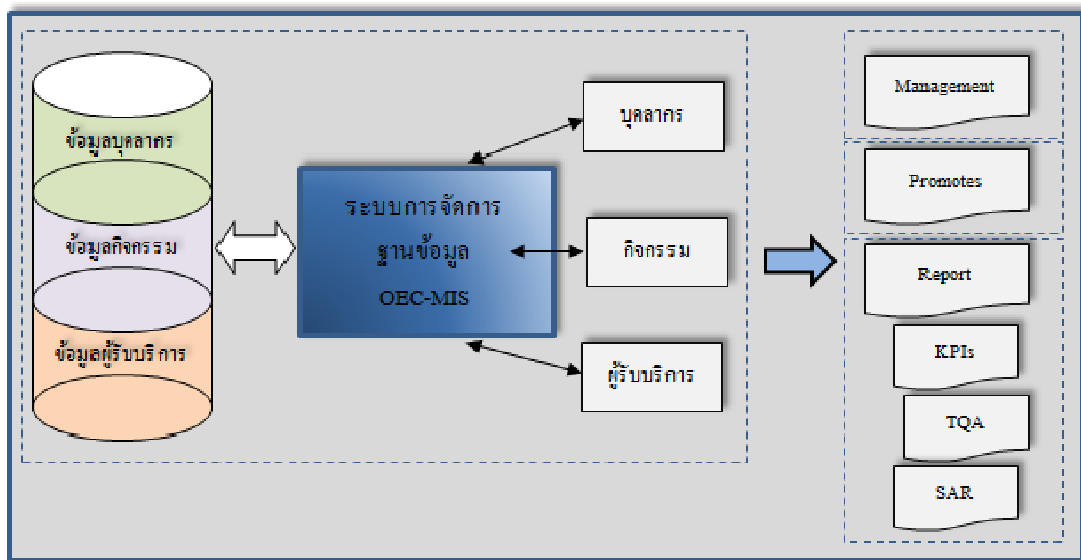 ข้อมูลบุคลากร
ข้อมูลกิจกรรม
ข้อมูลผู้รับบริการ
ระบบการจัดการ
ฐานข้อมูล
OEC-MIS
บุคลากร
กิจกรรม
ผู้รับบริการ
Management
Promotes
Report
KPIs
TQA
SAR